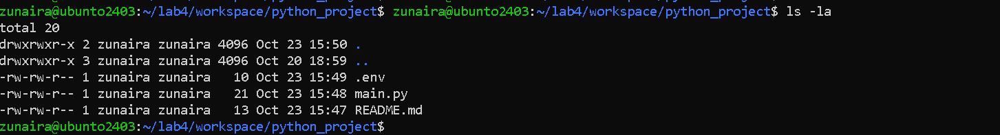 zunaira@ubunto2403:~/lab4/workspace/python_project$ zunaira@ubunto2403:~/lab4/workspace/python_project$ ls -la
total 20
drwxrwxr-x 2 zunaira zunaira 4096 Oct 23 15:50 .
drwxrwxr-x 3 zunaira zunaira 4096 Oct 20 18:59 ..
-rw-rw-r-- 1 zunaira zunaira   10 Oct 23 15:49 .env
-rw-rw-r-- 1 zunaira zunaira   21 Oct 23 15:48 main.py
-rw-rw-r-- 1 zunaira zunaira   13 Oct 23 15:47 README.md
zunaira@ubunto2403:~/lab4/workspace/python_project$